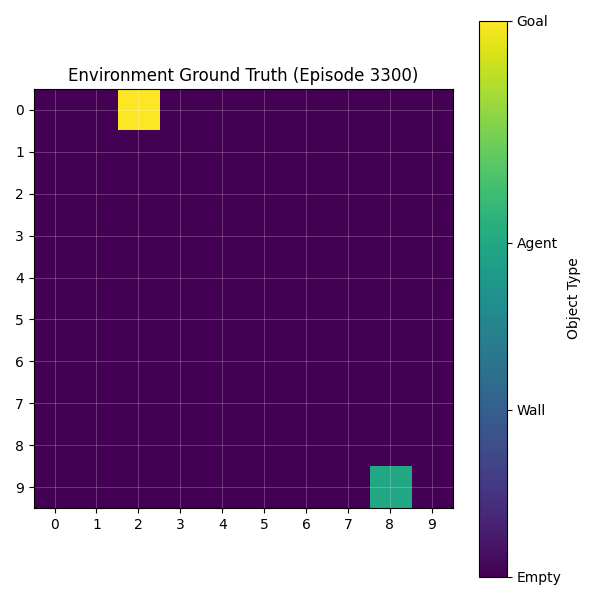 Environment Ground Truth (Episode 3300)
0
1
2
3
4
5
6
7
8
9
0 1 2 3 4 5 6 7 8 9
Goal
Agent
Wall
Empty
Object Type